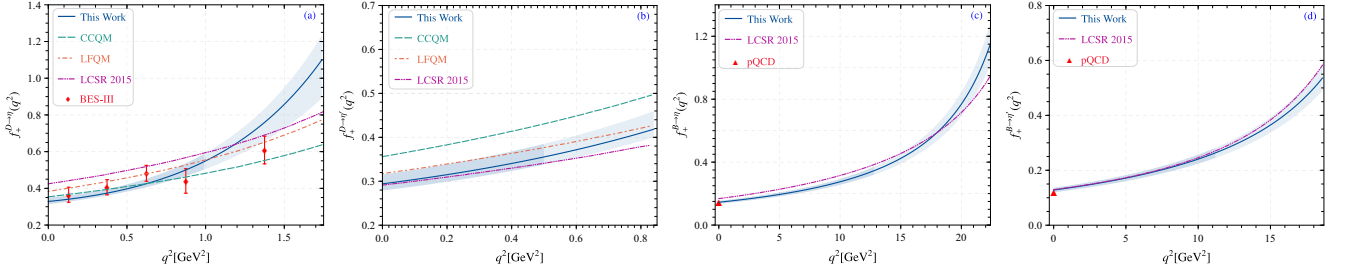 (a)
This Work
CCQM
LFQM
LCSR 2015
BES-III
f₊^{D→η}(q²)
1.4
1.2
1.0
0.8
0.6
0.4
0.2
0.0 0.5 1.0 1.5
q²[GeV²]
(b)
This Work
CCQM
LFQM
LCSR 2015
f₊^{D→η′}(q²)
0.7
0.6
0.5
0.4
0.3
0.2
0.0 0.2 0.4 0.6 0.8
q²[GeV²]
(c)
This Work
LCSR 2015
pQCD
f₊^{B→η}(q²)
1.2
0.8
0.4
0.0
0 5 10 15 20
q²[GeV²]
(d)
This Work
LCSR 2015
pQCD
f₊^{B→η′}(q²)
0.8
0.6
0.4
0.2
0.0
0 5 10 15
q²[GeV²]